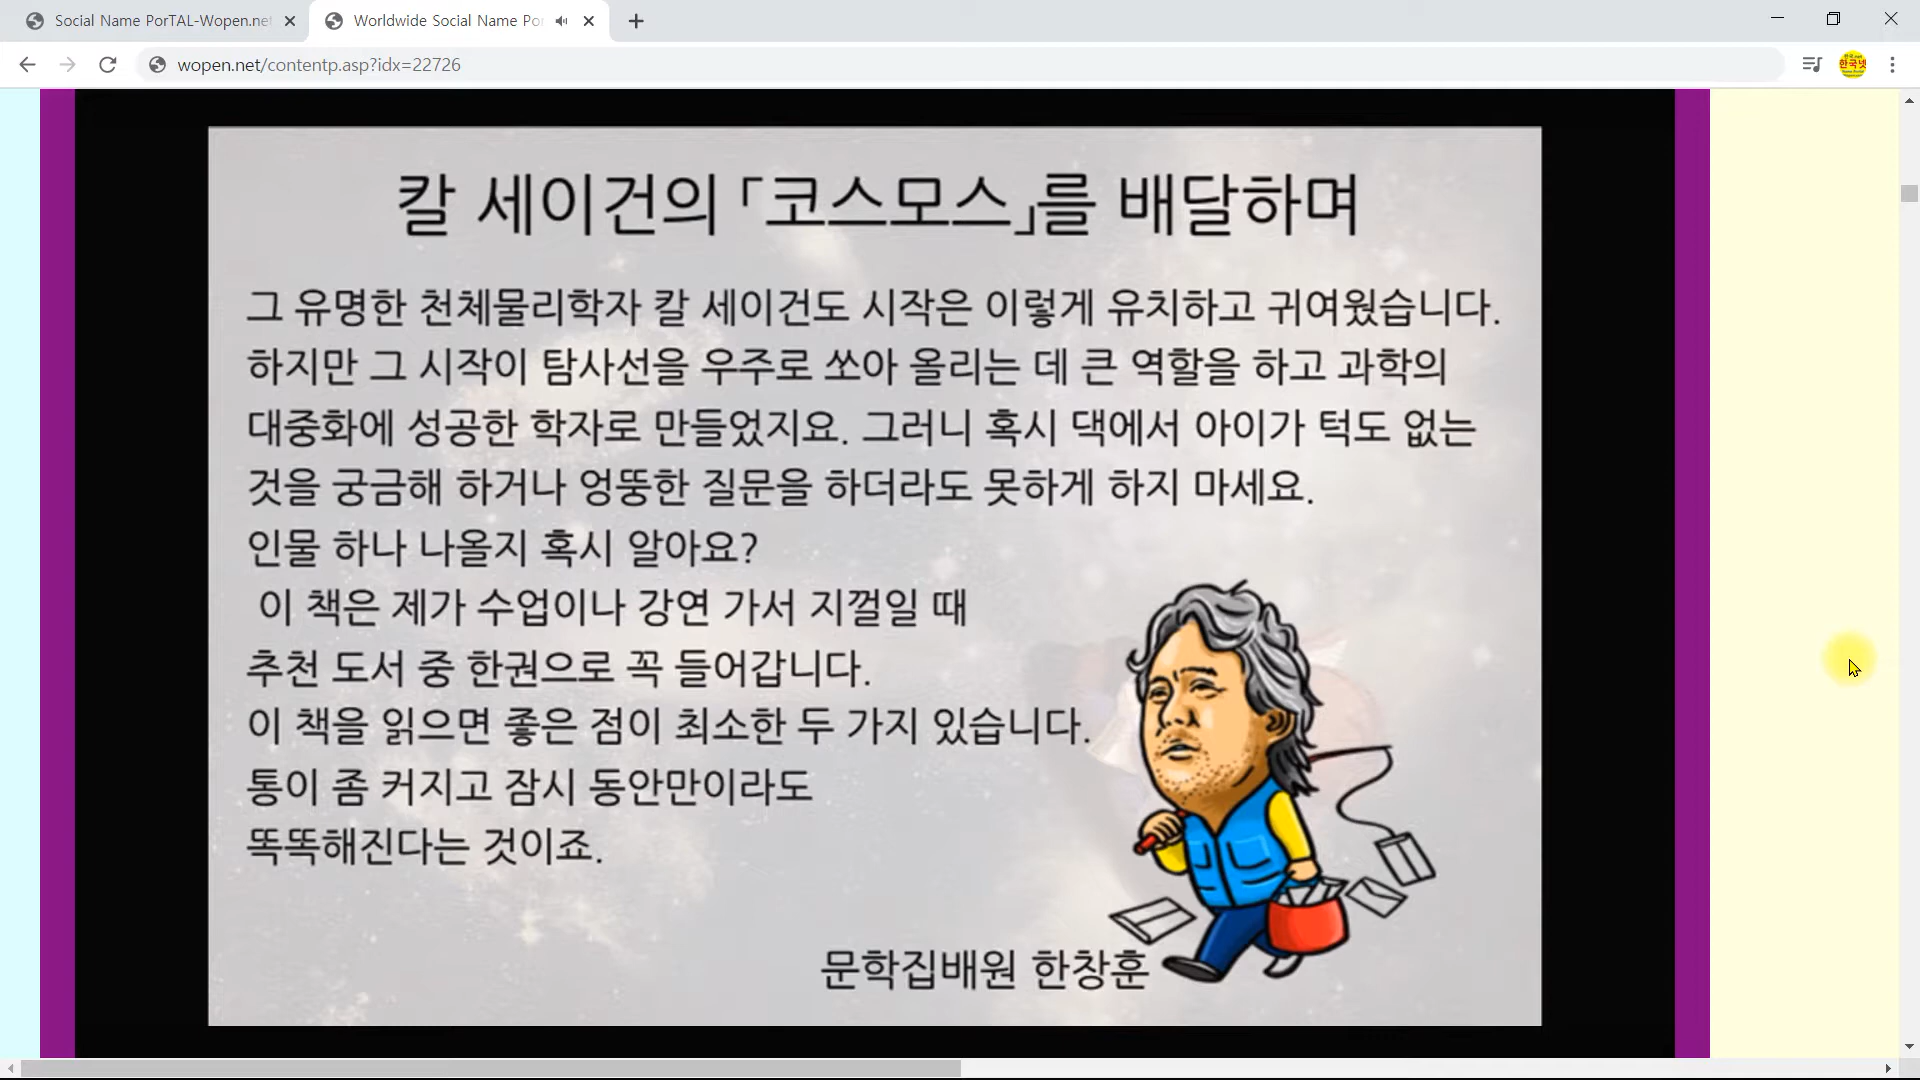 Social Name PorTAL-Wopen.net
Worldwide Social Name Po
wopen.net/contentp.asp?idx=22726
한국넷
칼 세이건의 「코스모스」를 배달하며
그 유명한 천체물리학자 칼 세이건도 시작은 이렇게 유치하고 귀여웠습니다.
하지만 그 시작이 탐사선을 우주로 쏘아 올리는 데 큰 역할을 하고 과학의
대중화에 성공한 학자로 만들었지요. 그러니 혹시 댁에서 아이가 턱도 없는
것을 궁금해 하거나 엉뚱한 질문을 하더라도 못하게 하지 마세요.
인물 하나 나올지 혹시 알아요?
이 책은 제가 수업이나 강연 가서 지껄일 때
추천 도서 중 한권으로 꼭 들어갑니다.
이 책을 읽으면 좋은 점이 최소한 두 가지 있습니다.
통이 좀 커지고 잠시 동안만이라도
똑똑해진다는 것이죠.
문학집배원 한창훈